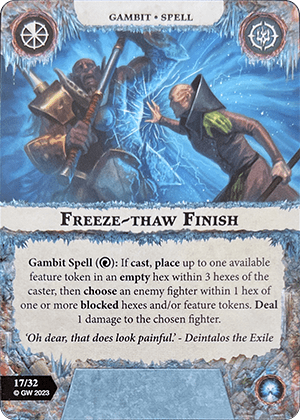 GAMBIT • SPELL
FREEZE-THAW FINISH
Gambit Spell (): If cast, place up to one available
feature token in an empty hex within 3 hexes of the
caster, then choose an enemy fighter within 1 hex of
one or more blocked hexes and/or feature tokens. Deal
1 damage to the chosen fighter.
'Oh dear, that does look painful.' - Deintalos the Exile
17/32
© GW 2023